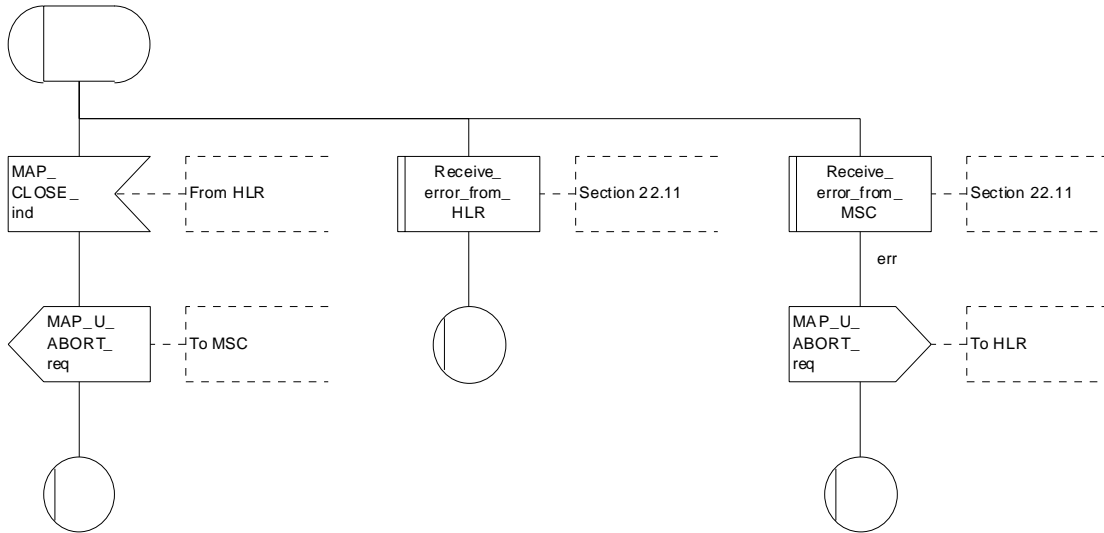 MAP_
CLOSE_
ind
From HLR
Receive_
error_from_
HLR
Section 22.11
Receive_
error_from_
MSC
Section 22.11
err
MAP_U_
ABORT_
req
To MSC
MAP_U_
ABORT_
req
To HLR